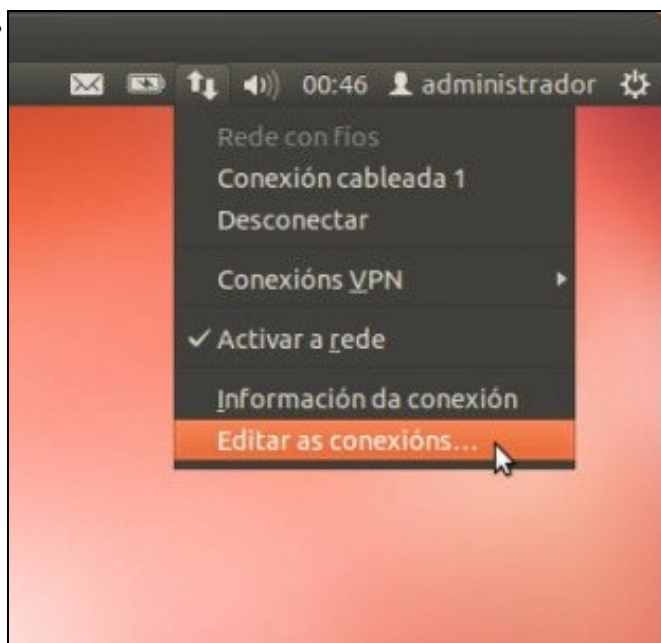 00:46 administrador
Rede con fíos
Conexión cableada 1
Desconectar
Conexións VPN
Activar a rede
Información da conexión
Editar as conexións...